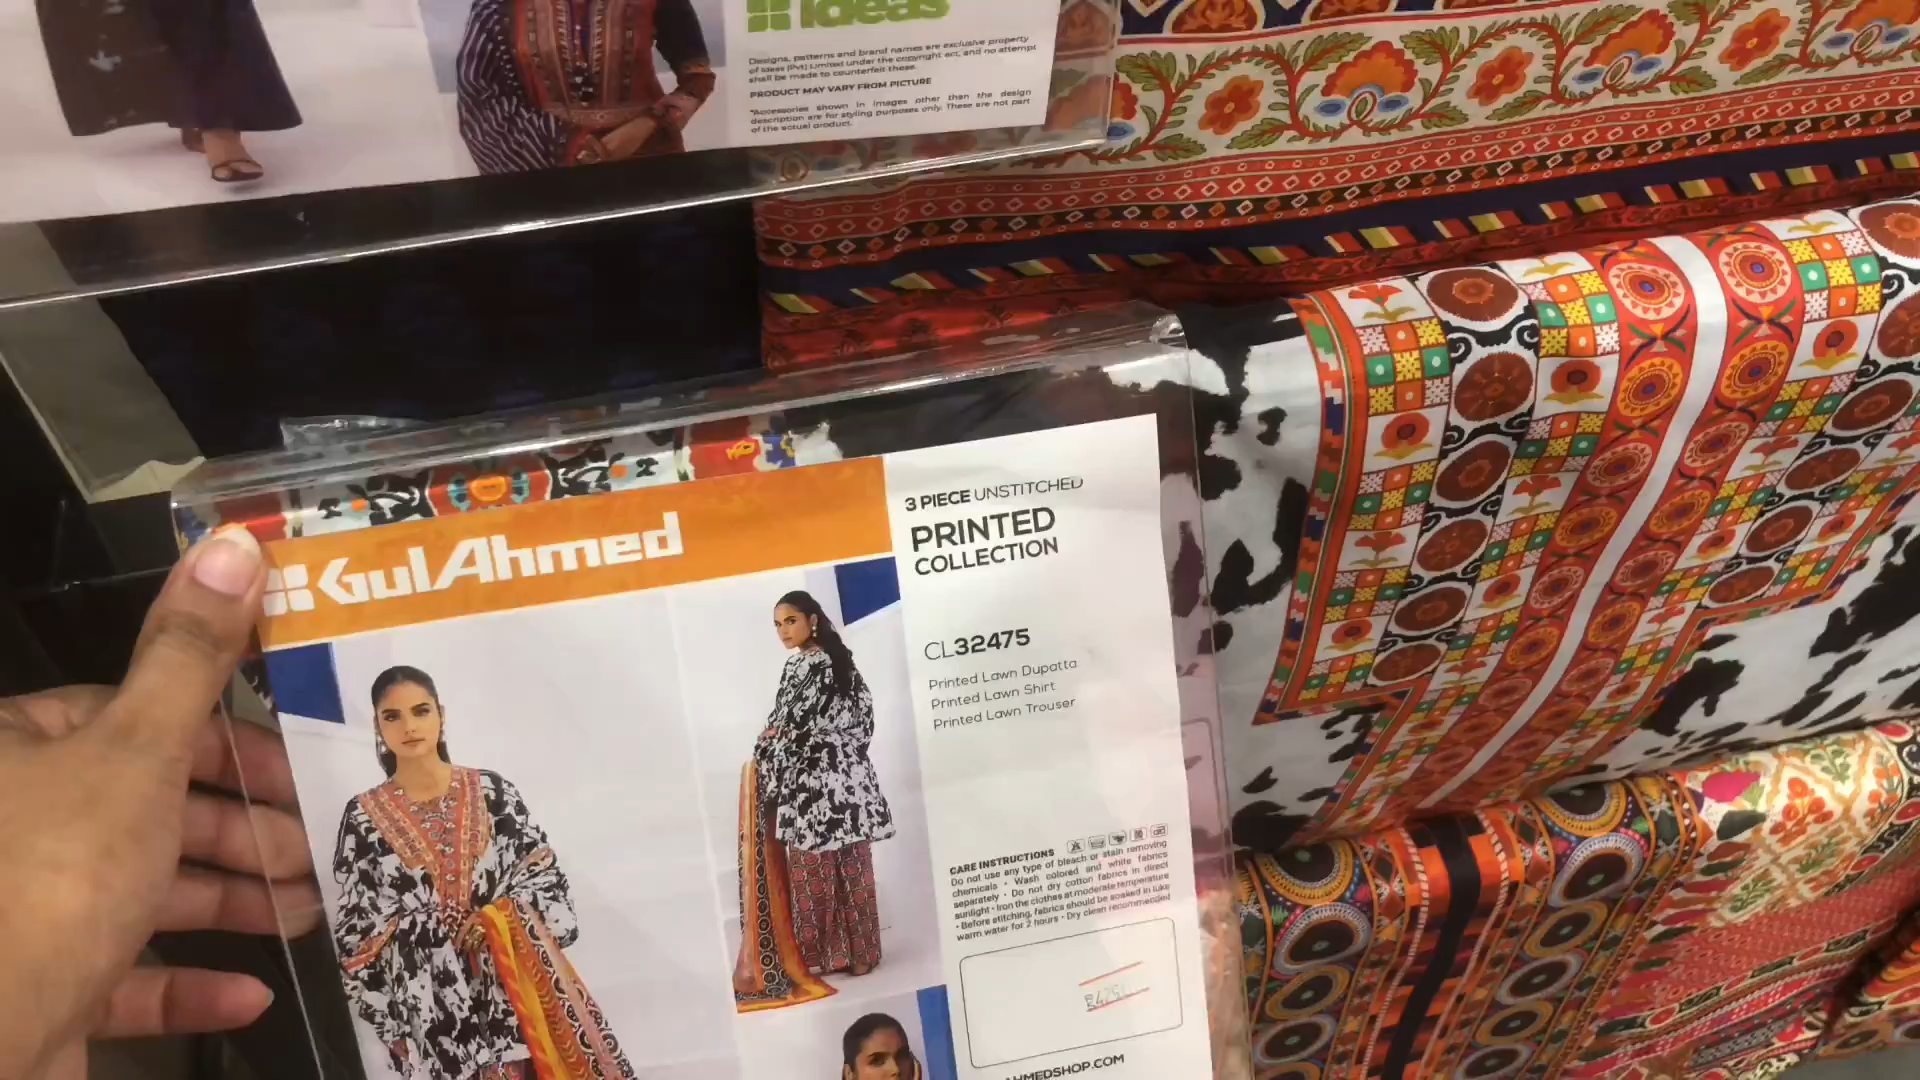 ideas
Designs, patterns and brand names are exclusive property
of Ideas (Pvt) Limited under the copyright act, and no attempt
shall be made to counterfeit these.
PRODUCT MAY VARY FROM PICTURE
*Accessories shown in images other than the design
description are for styling purposes only. These are not part
of the actual product.
GulAhmed
3 PIECE UNSTITCHED
PRINTED
COLLECTION
CL32475
Printed Lawn Dupatta
Printed Lawn Shirt
Printed Lawn Trouser
CARE INSTRUCTIONS
Do not use any type of bleach or stain removing
chemicals • Wash colored and white fabrics
separately • Do not dry cotton fabrics in direct
sunlight • Iron the clothes at moderate temperature
• Before stitching, fabrics should be soaked in luke
warm water for 2 hours • Dry clean recommended
AHMEDSHOP.COM